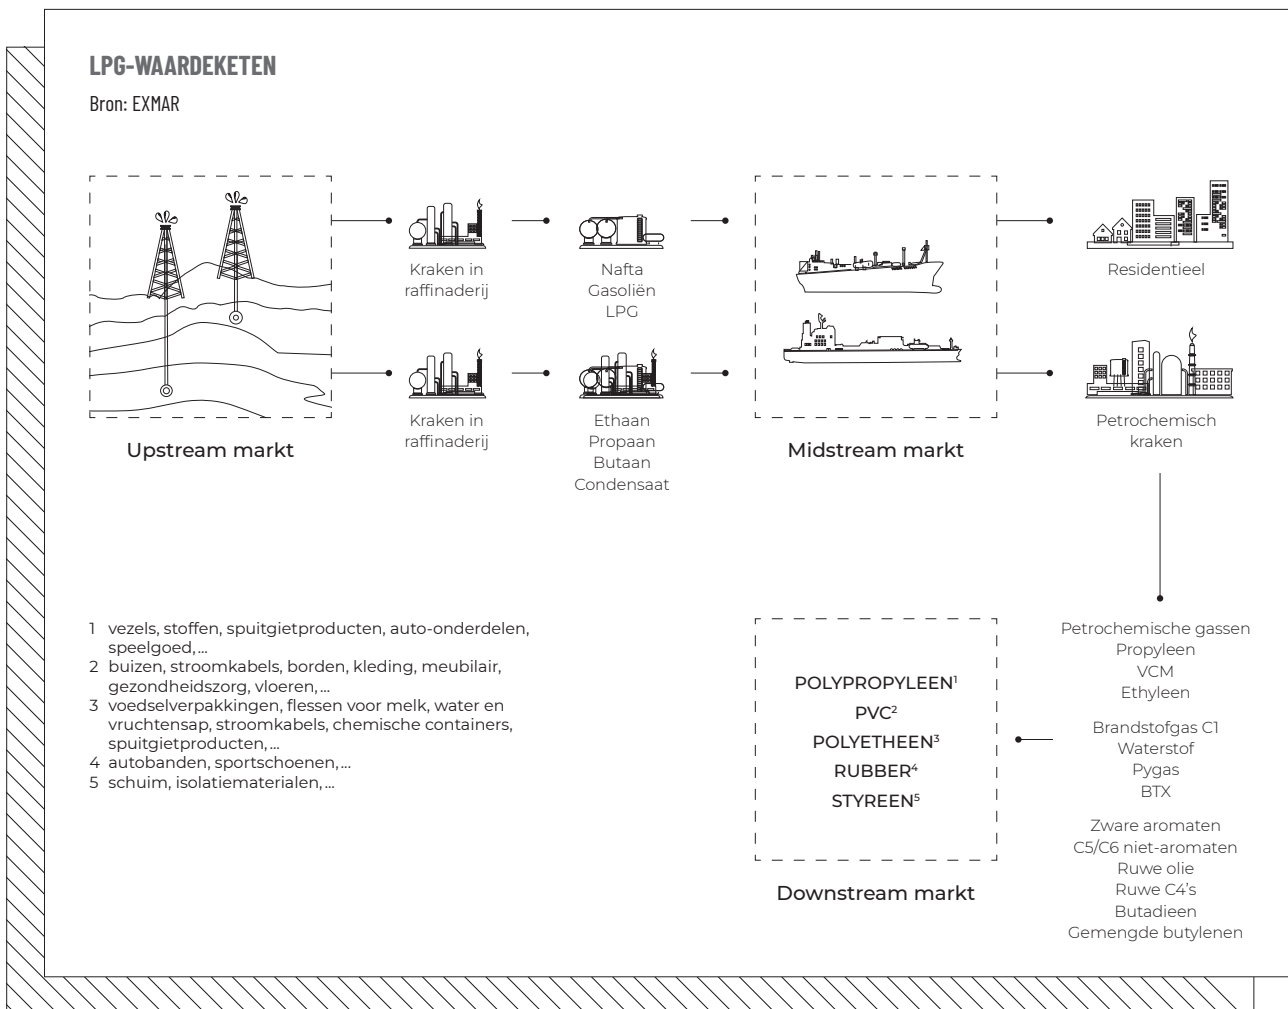 LPG-WAARDEKETEN
Bron: EXMAR
Kraken in
raffinaderij
Nafta
Gasoliën
LPG
Residentieel
Kraken in
raffinaderij
Ethaan
Propaan
Butaan
Condensaat
Petrochemisch
kraken
Upstream markt
Midstream markt
1 vezels, stoffen, spuitgietproducten, auto-onderdelen,
speelgoed,...
2 buizen, stroomkabels, borden, kleding, meubilair,
gezondheidszorg, vloeren,...
3 voedselverpakkingen, flessen voor melk, water en
vruchtensap, stroomkabels, chemische containers,
spuitgietproducten,...
4 autobanden, sportschoenen,...
5 schuim, isolatiematerialen,...
POLYPROPYLEEN¹
PVC²
POLYETHEEN³
RUBBER⁴
STYREEN⁵
Downstream markt
Petrochemische gassen
Propyleen
VCM
Ethyleen
Brandstofgas C1
Waterstof
Pygas
BTX
Zware aromaten
C5/C6 niet-aromaten
Ruwe olie
Ruwe C4's
Butadieen
Gemengde butylenen